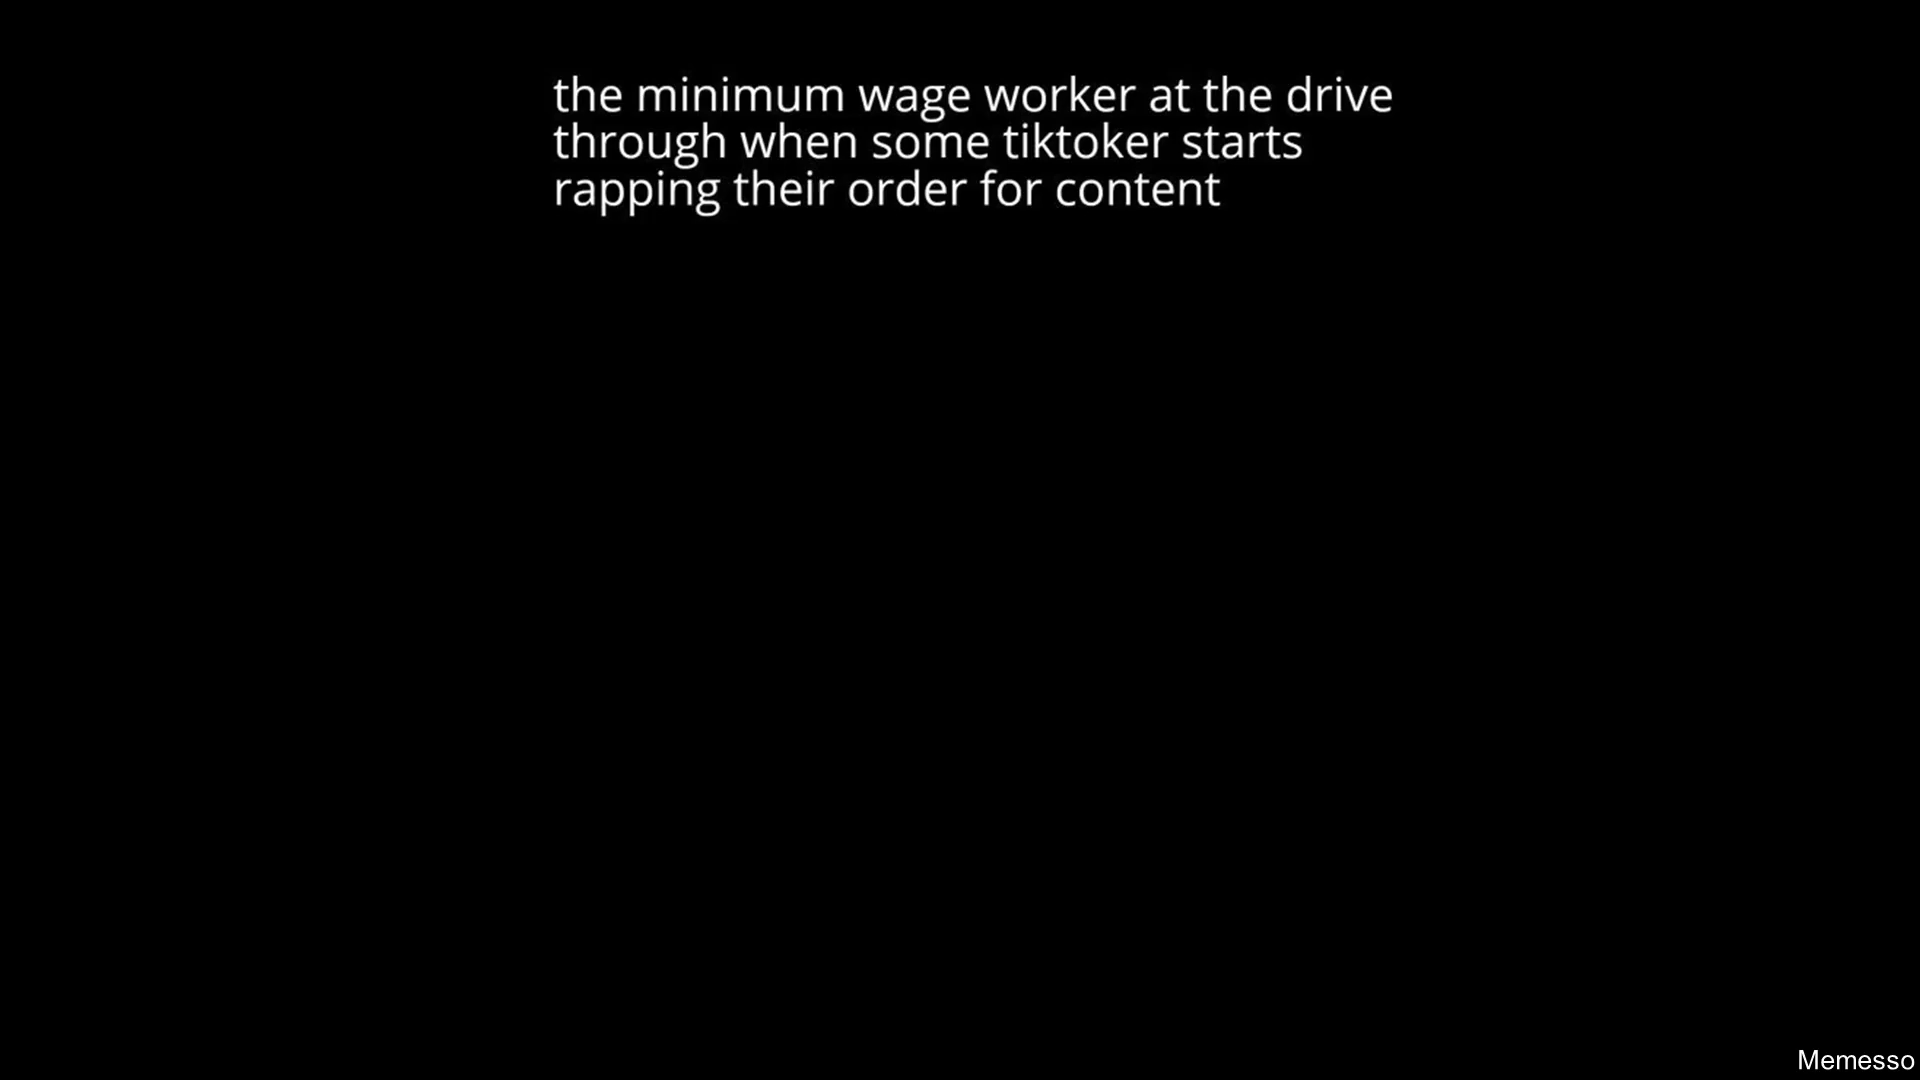 the minimum wage worker at the drive
through when some tiktoker starts
rapping their order for content
Memesso